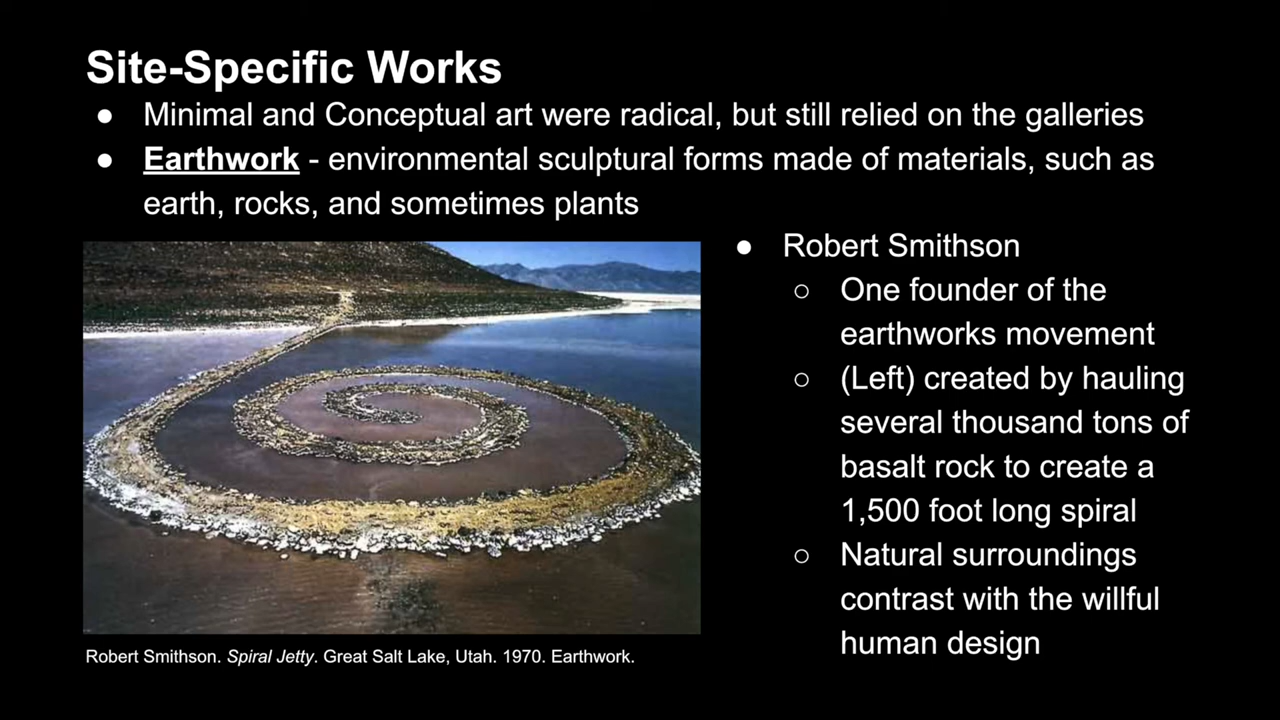 Site-Specific Works
● Minimal and Conceptual art were radical, but still relied on the galleries
● Earthwork - environmental sculptural forms made of materials, such as
earth, rocks, and sometimes plants
● Robert Smithson
○ One founder of the
earthworks movement
○ (Left) created by hauling
several thousand tons of
basalt rock to create a
1,500 foot long spiral
○ Natural surroundings
contrast with the willful
human design
Robert Smithson. Spiral Jetty. Great Salt Lake, Utah. 1970. Earthwork.